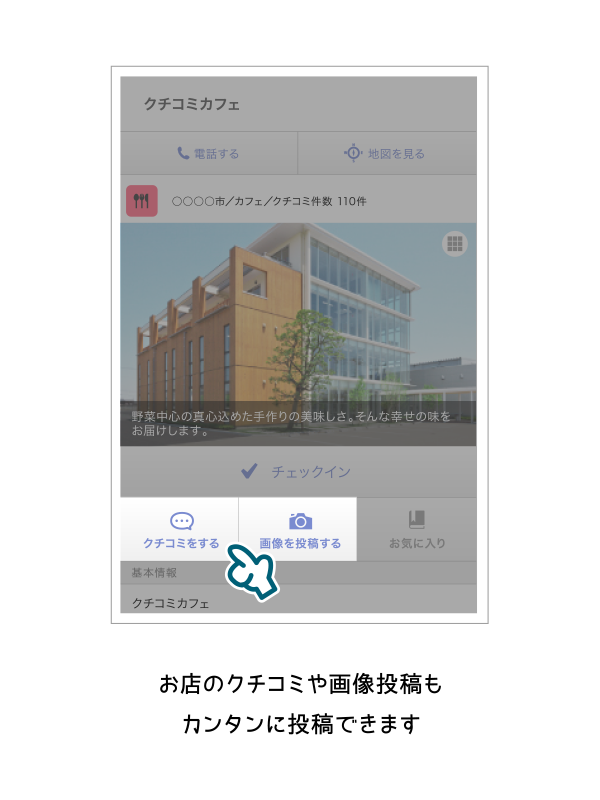 クチコミカフェ
電話する
地図を見る
○○○○市／カフェ／クチコミ件数 110件
野菜中心の真心込めた手作りの美味しさ。そんな幸せの味を
お届けします。
チェックイン
クチコミをする
画像を投稿する
お気に入り
基本情報
クチコミカフェ
お店のクチコミや画像投稿も
カンタンに投稿できます